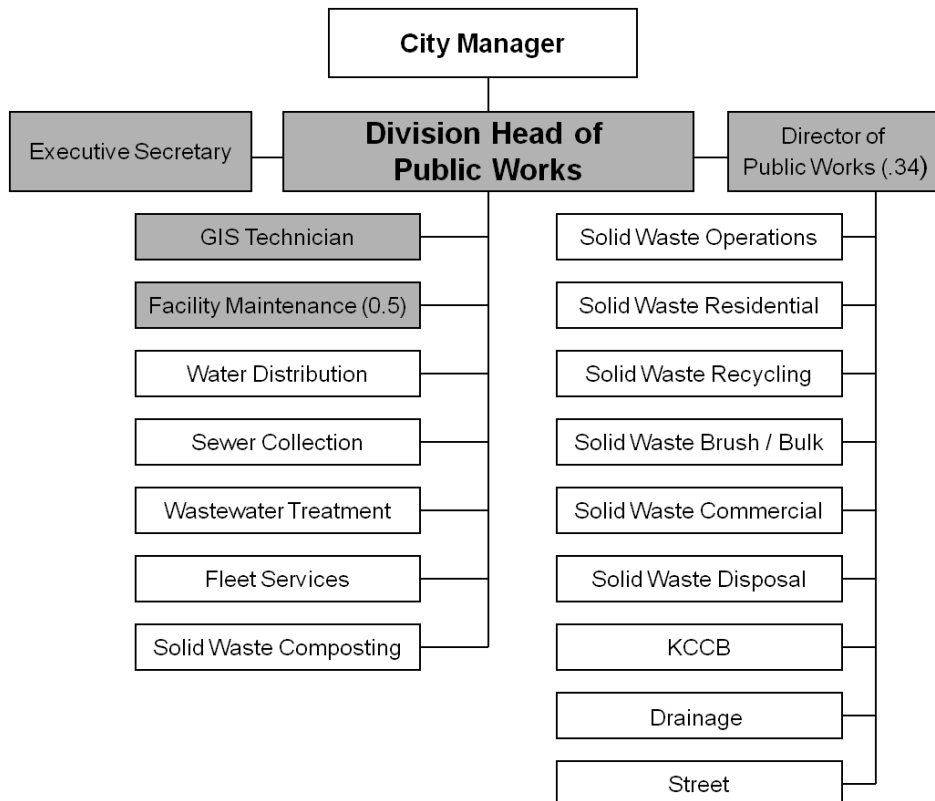 City Manager
Executive Secretary
Division Head of
Public Works
Director of
Public Works (.34)
GIS Technician
Facility Maintenance (0.5)
Water Distribution
Sewer Collection
Wastewater Treatment
Fleet Services
Solid Waste Composting
Solid Waste Operations
Solid Waste Residential
Solid Waste Recycling
Solid Waste Brush / Bulk
Solid Waste Commercial
Solid Waste Disposal
KCCB
Drainage
Street